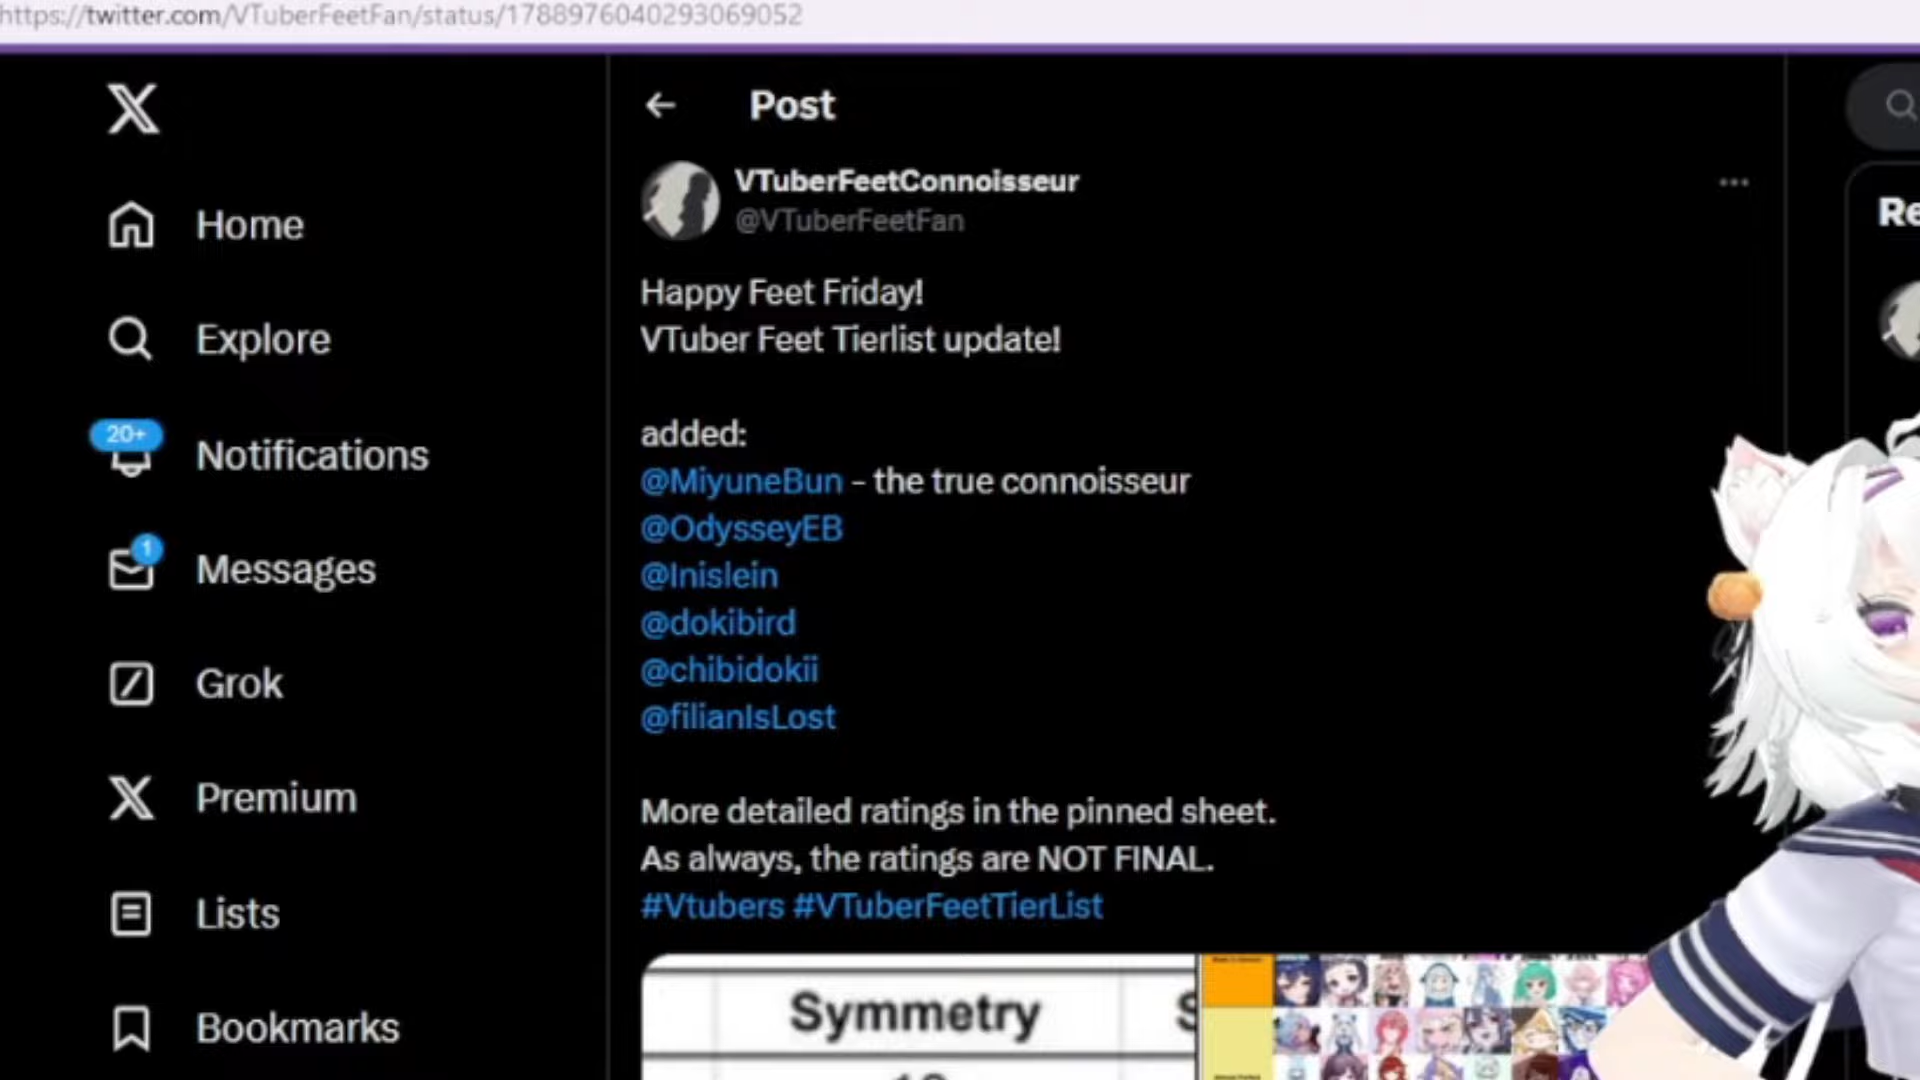 https://twitter.com/VTuberFeetFan/status/1788976040293069052
Post
VTuberFeetConnoisseur
@VTuberFeetFan
Home
Explore
20+
Notifications
1
Messages
Grok
Premium
Lists
Bookmarks
Happy Feet Friday!
VTuber Feet Tierlist update!
added:
@MiyuneBun - the true connoisseur
@OdysseyEB
@Inislein
@dokibird
@chibidokii
@filianIsLost
More detailed ratings in the pinned sheet.
As always, the ratings are NOT FINAL.
#Vtubers #VTuberFeetTierList
Symmetry
Re